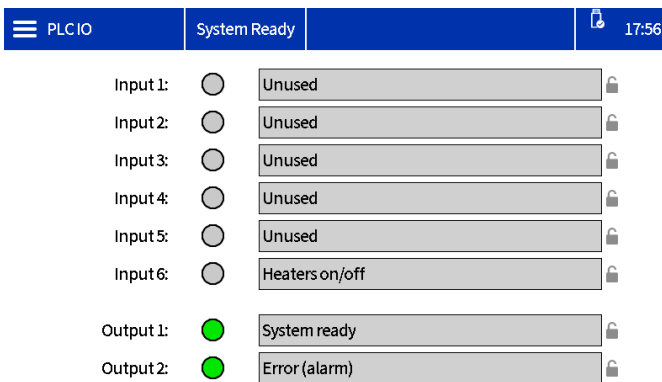 PLC IO System Ready 17:56
Input 1: Unused
Input 2: Unused
Input 3: Unused
Input 4: Unused
Input 5: Unused
Input 6: Heaters on/off
Output 1: System ready
Output 2: Error (alarm)